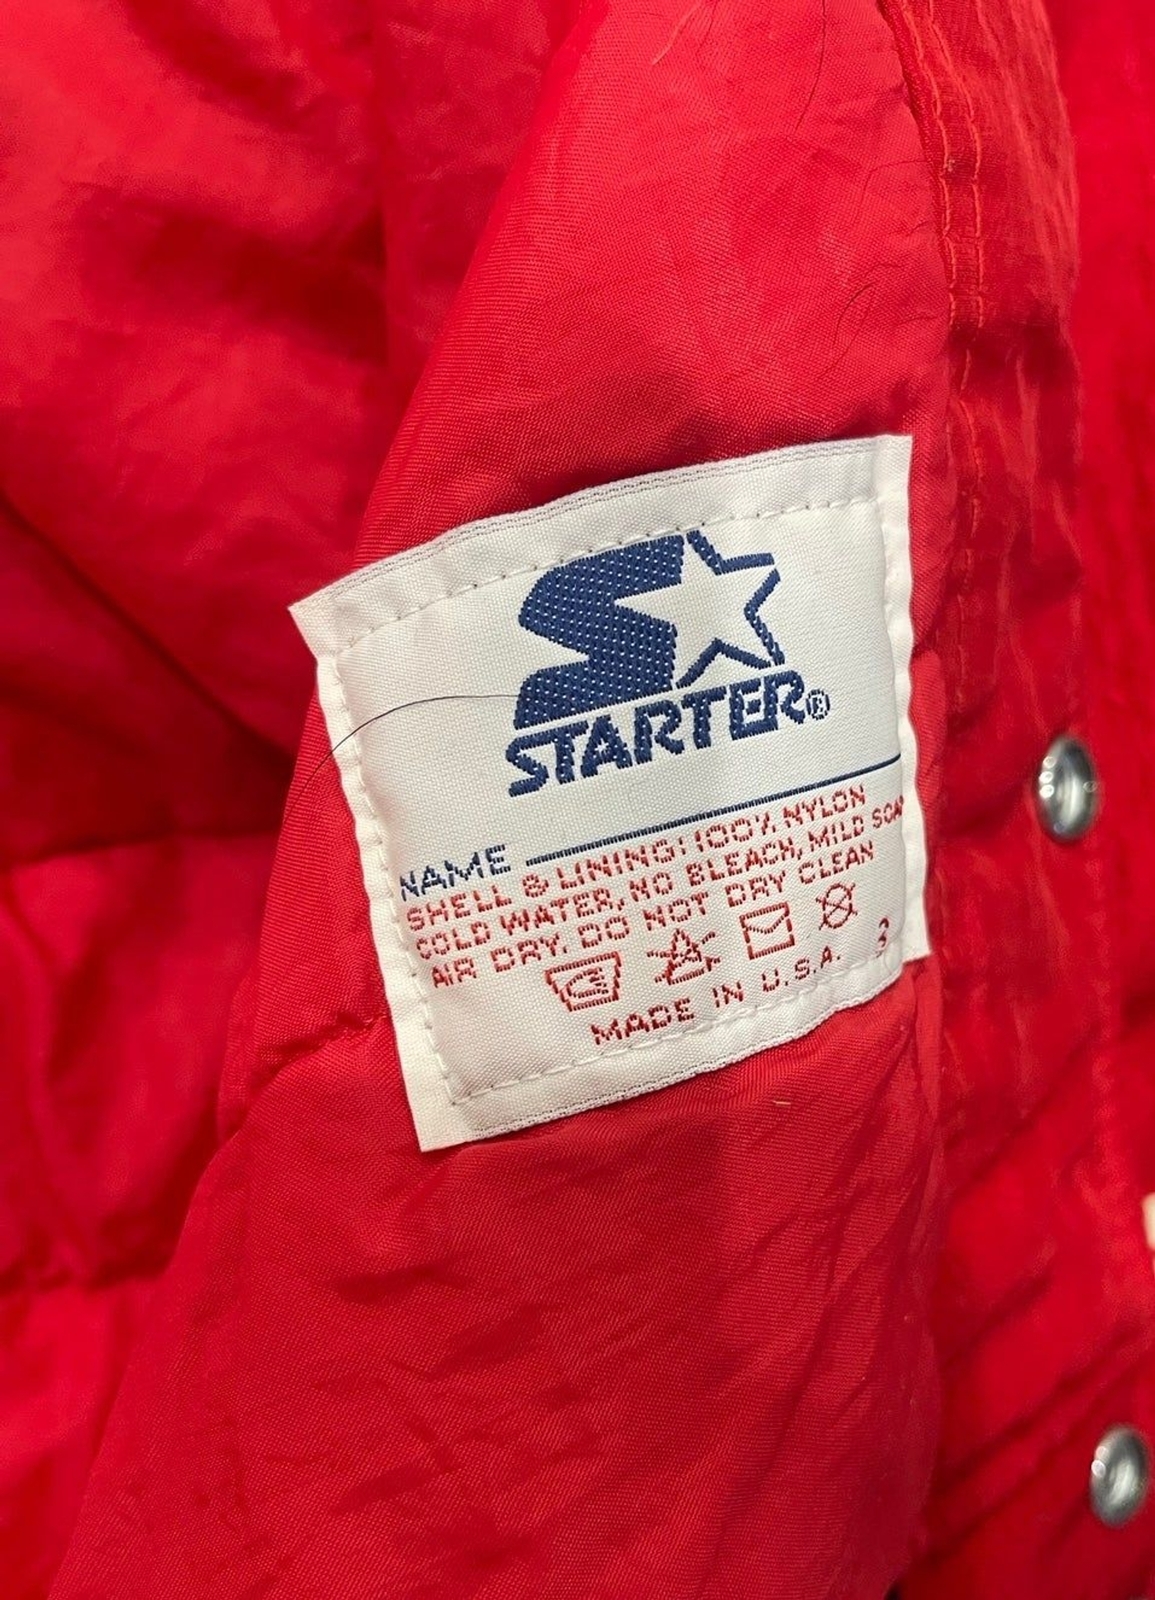 STARTER®
NAME
SHELL & LINING: 100% NYLON
COLD WATER, NO BLEACH, MILD SOAP
AIR DRY. DO NOT DRY CLEAN
MADE IN U.S.A. 3